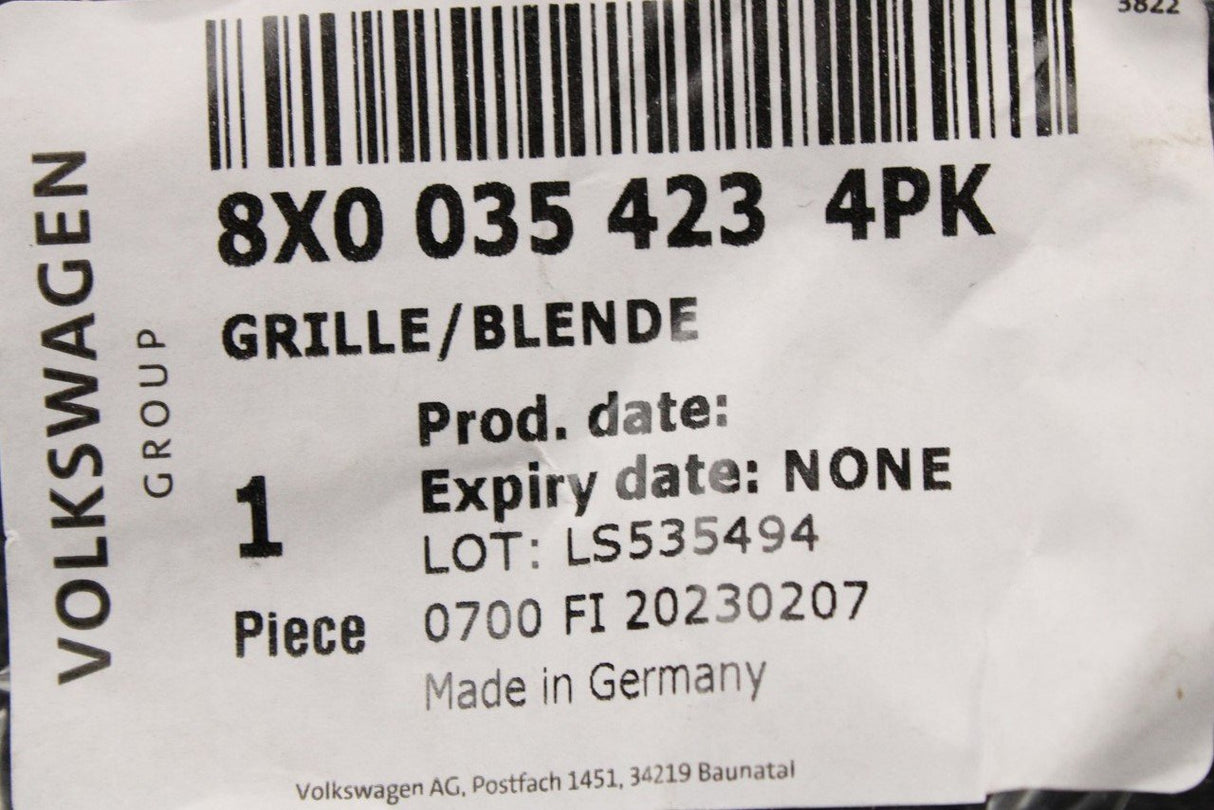 3822
VOLKSWAGEN
GROUP
8X0 035 423 4PK
GRILLE/BLENDE
Prod. date:
Expiry date: NONE
LOT: LS535494
1
Piece
0700 FI 20230207
Made in Germany
Volkswagen AG, Postfach 1451, 34219 Baunatal